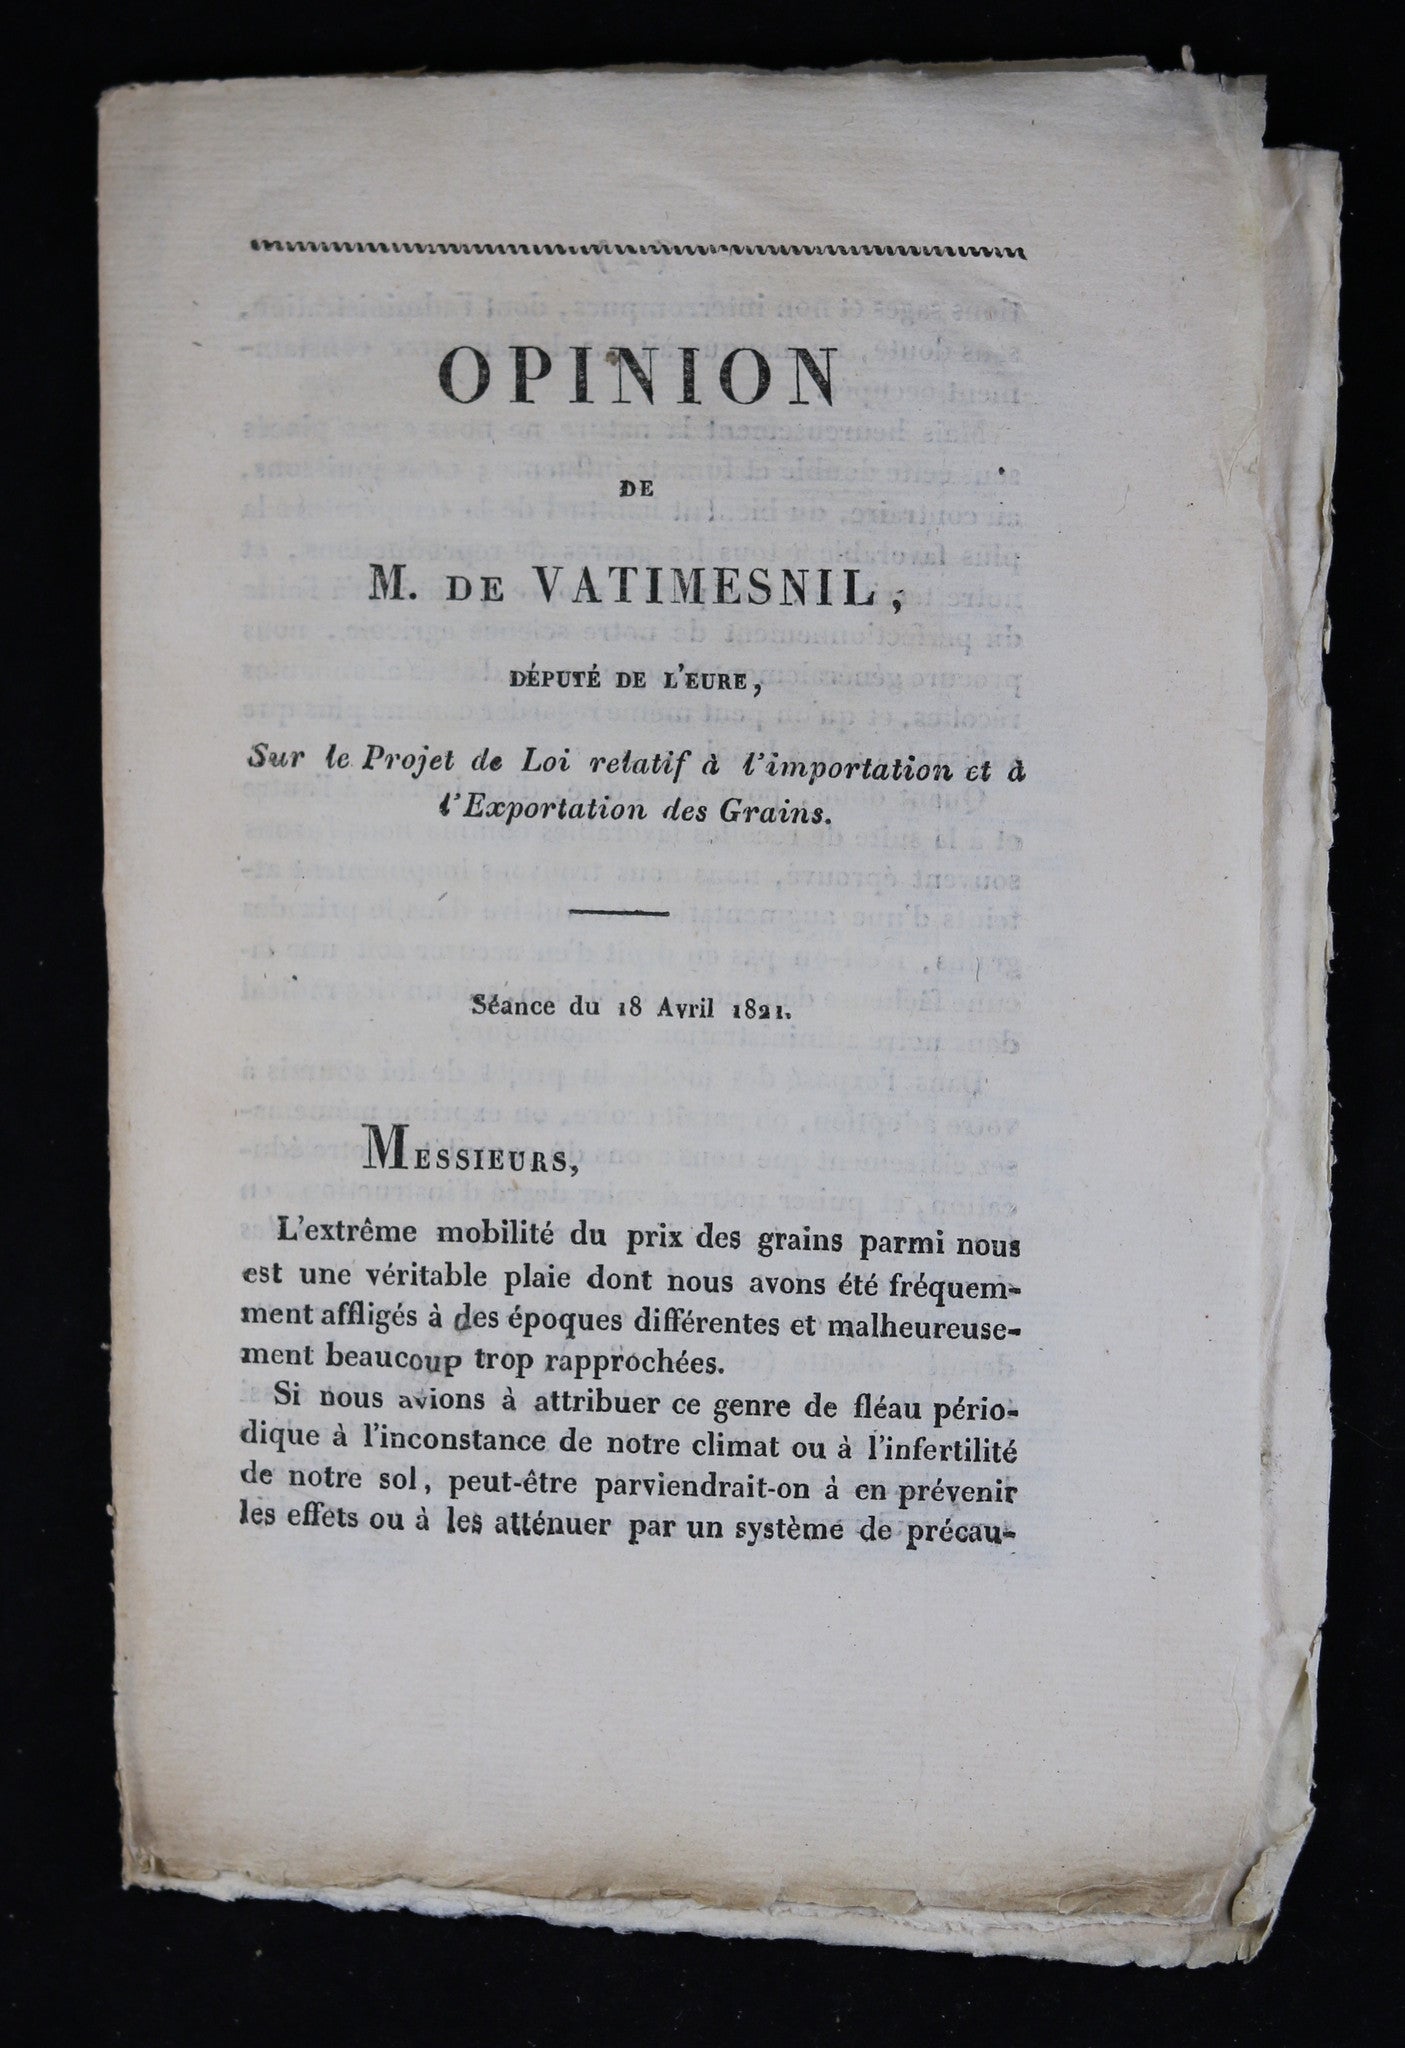 OPINION
DE
M. DE VATIMESNIL,
DÉPUTÉ DE L'EURE,
Sur le Projet de Loi relatif à l'importation et à
l'Exportation des Grains.
Séance du 18 Avril 1821.
MESSIEURS,
L'extrême mobilité du prix des grains parmi nous
est une véritable plaie dont nous avons été fréquem-
ment affligés à des époques différentes et malheureuse-
ment beaucoup trop rapprochées.
Si nous avions à attribuer ce genre de fléau pério-
dique à l'inconstance de notre climat ou à l'infertilité
de notre sol, peut-être parviendrait-on à en prévenir
les effets ou à les atténuer par un système de précau-